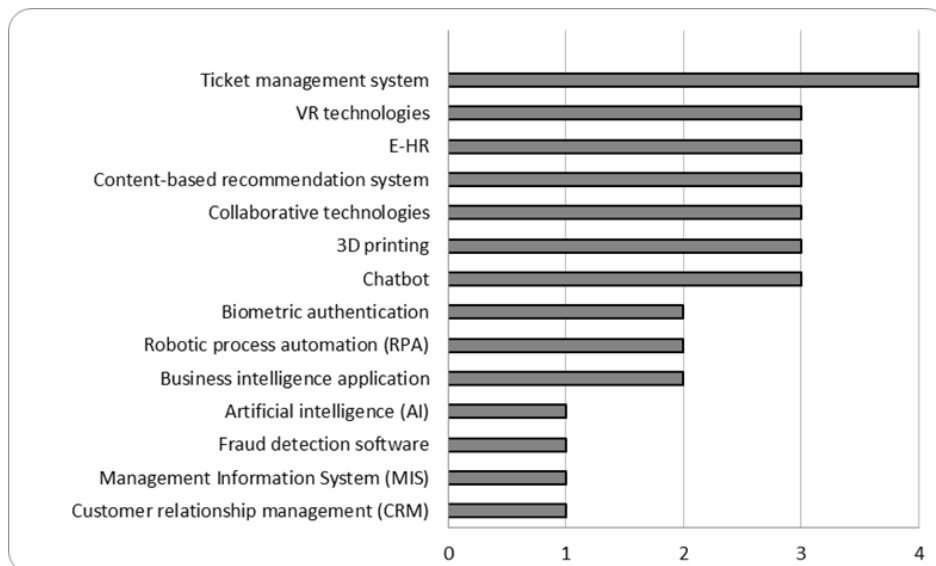 Ticket management system
VR technologies
E-HR
Content-based recommendation system
Collaborative technologies
3D printing
Chatbot
Biometric authentication
Robotic process automation (RPA)
Business intelligence application
Artificial intelligence (AI)
Fraud detection software
Management Information System (MIS)
Customer relationship management (CRM)
0 1 2 3 4